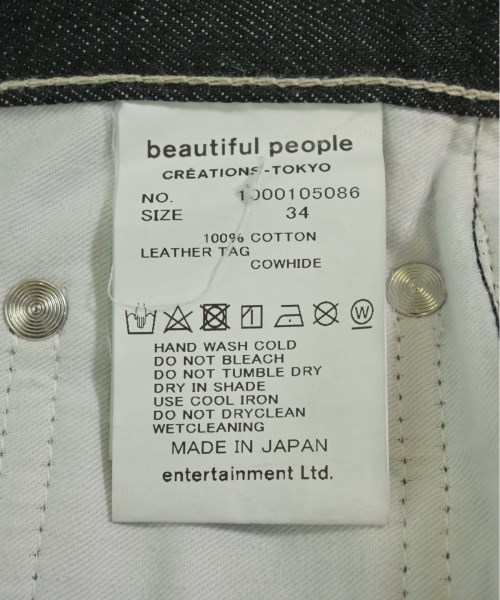 beautiful people
CRÉATIONS-TOKYO
NO. 1000105086
SIZE 34
100% COTTON
LEATHER TAG
COWHIDE
W
HAND WASH COLD
DO NOT BLEACH
DO NOT TUMBLE DRY
DRY IN SHADE
USE COOL IRON
DO NOT DRYCLEAN
WETCLEANING
MADE IN JAPAN
entertainment Ltd.